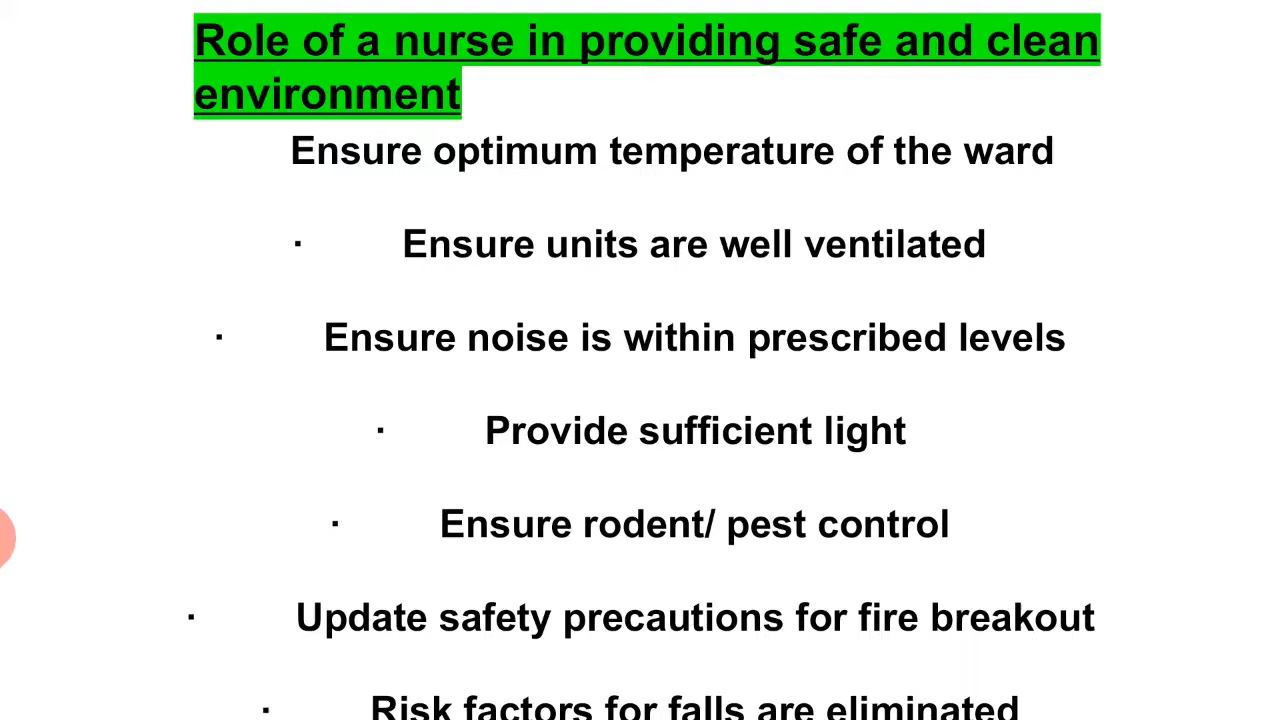 Role of a nurse in providing safe and clean
environment
Ensure optimum temperature of the ward
· Ensure units are well ventilated
· Ensure noise is within prescribed levels
· Provide sufficient light
· Ensure rodent/ pest control
· Update safety precautions for fire breakout
· Risk factors for falls are eliminated